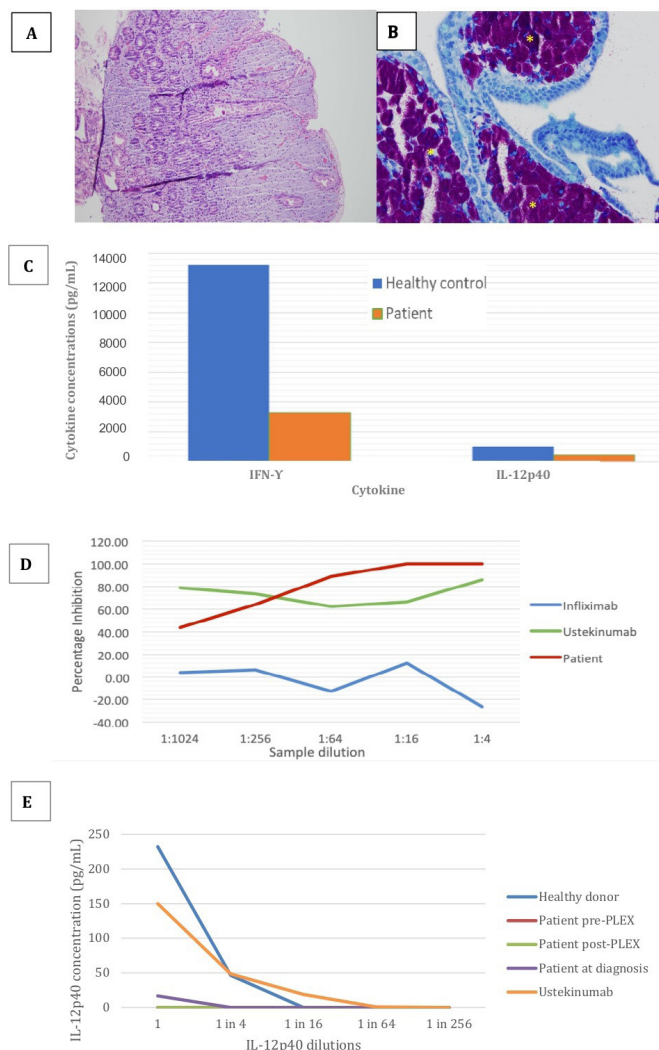 A
B
*
*
*
C
Cytokine concentrations (pg/mL)
14000
12000
10000
8000
6000
4000
2000
0
Healthy control
Patient
IFN-Y
IL-12p40
Cytokine
D
Percentage Inhibition
120.00
100.00
80.00
60.00
40.00
20.00
0.00
-20.00
-40.00
1:1024
1:256
1:64
1:16
1:4
Sample dilution
Infliximab
Ustekinumab
Patient
E
IL-12p40 concentration (pg/mL)
250
200
150
100
50
0
1
1 in 4
1 in 16
1 in 64
1 in 256
IL-12p40 dilutions
Healthy donor
Patient pre-PLEX
Patient post-PLEX
Patient at diagnosis
Ustekinumab